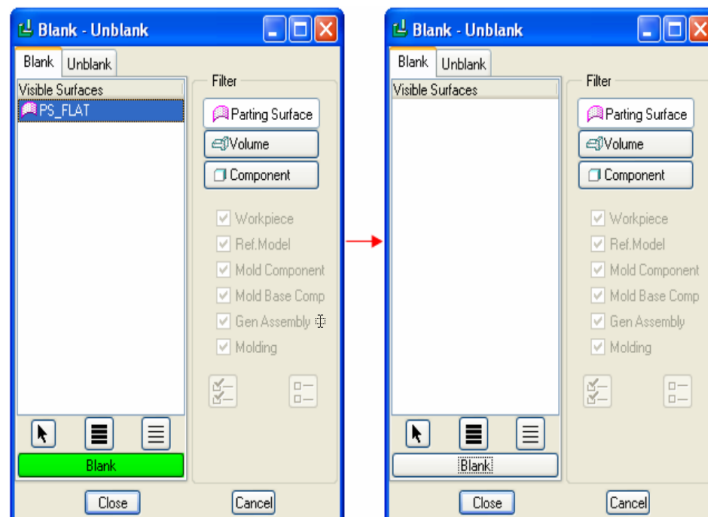 Blank - Unblank
Blank Unblank
Visible Surfaces
PS_FLAT
Filter
Parting Surface
Volume
Component
Workpiece
Ref.Model
Mold Component
Mold Base Comp
Gen Assembly
Molding
Blank
Close Cancel
Blank - Unblank
Blank Unblank
Visible Surfaces
Filter
Parting Surface
Volume
Component
Workpiece
Ref.Model
Mold Component
Mold Base Comp
Gen Assembly
Molding
Blank
Close Cancel